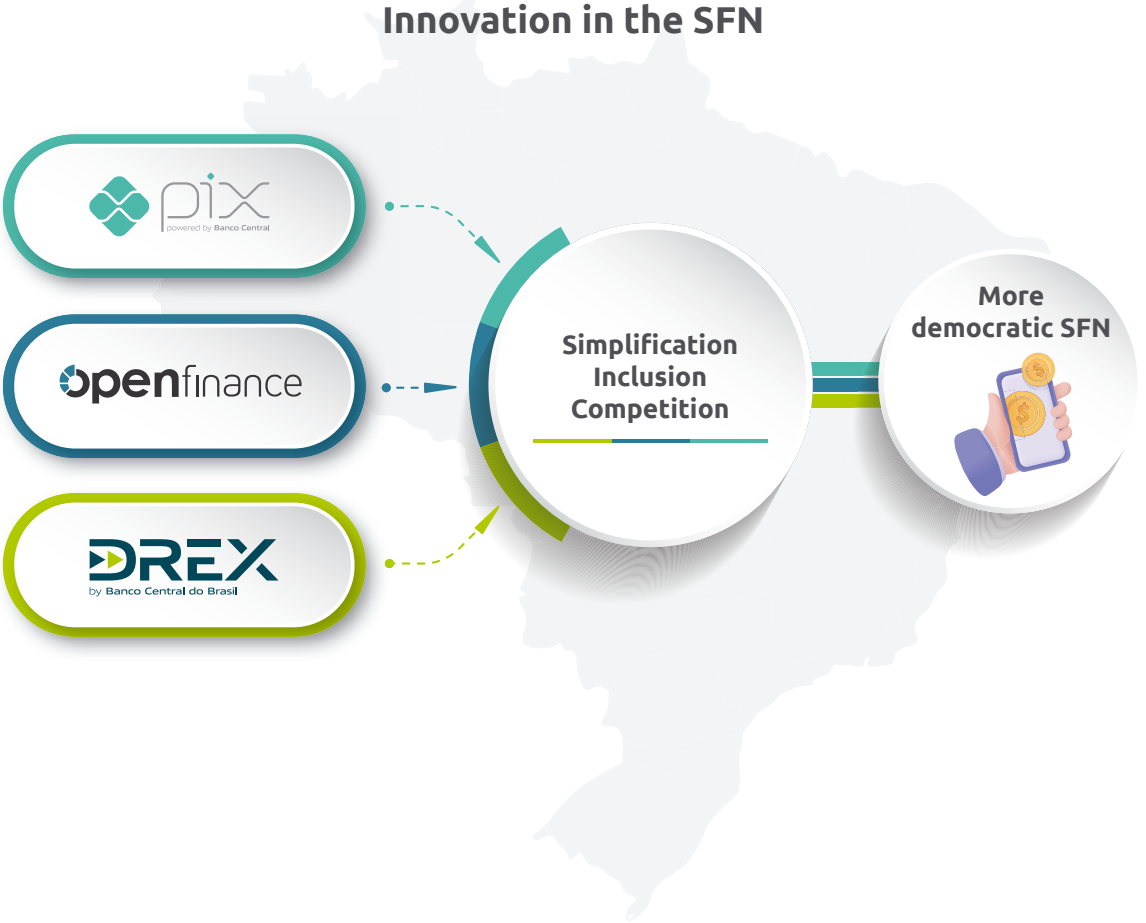 Innovation in the SFN
pix
powered by Banco Central
openfinance
DREX
by Banco Central do Brasil
Simplification
Inclusion
Competition
More
democratic SFN
$
$